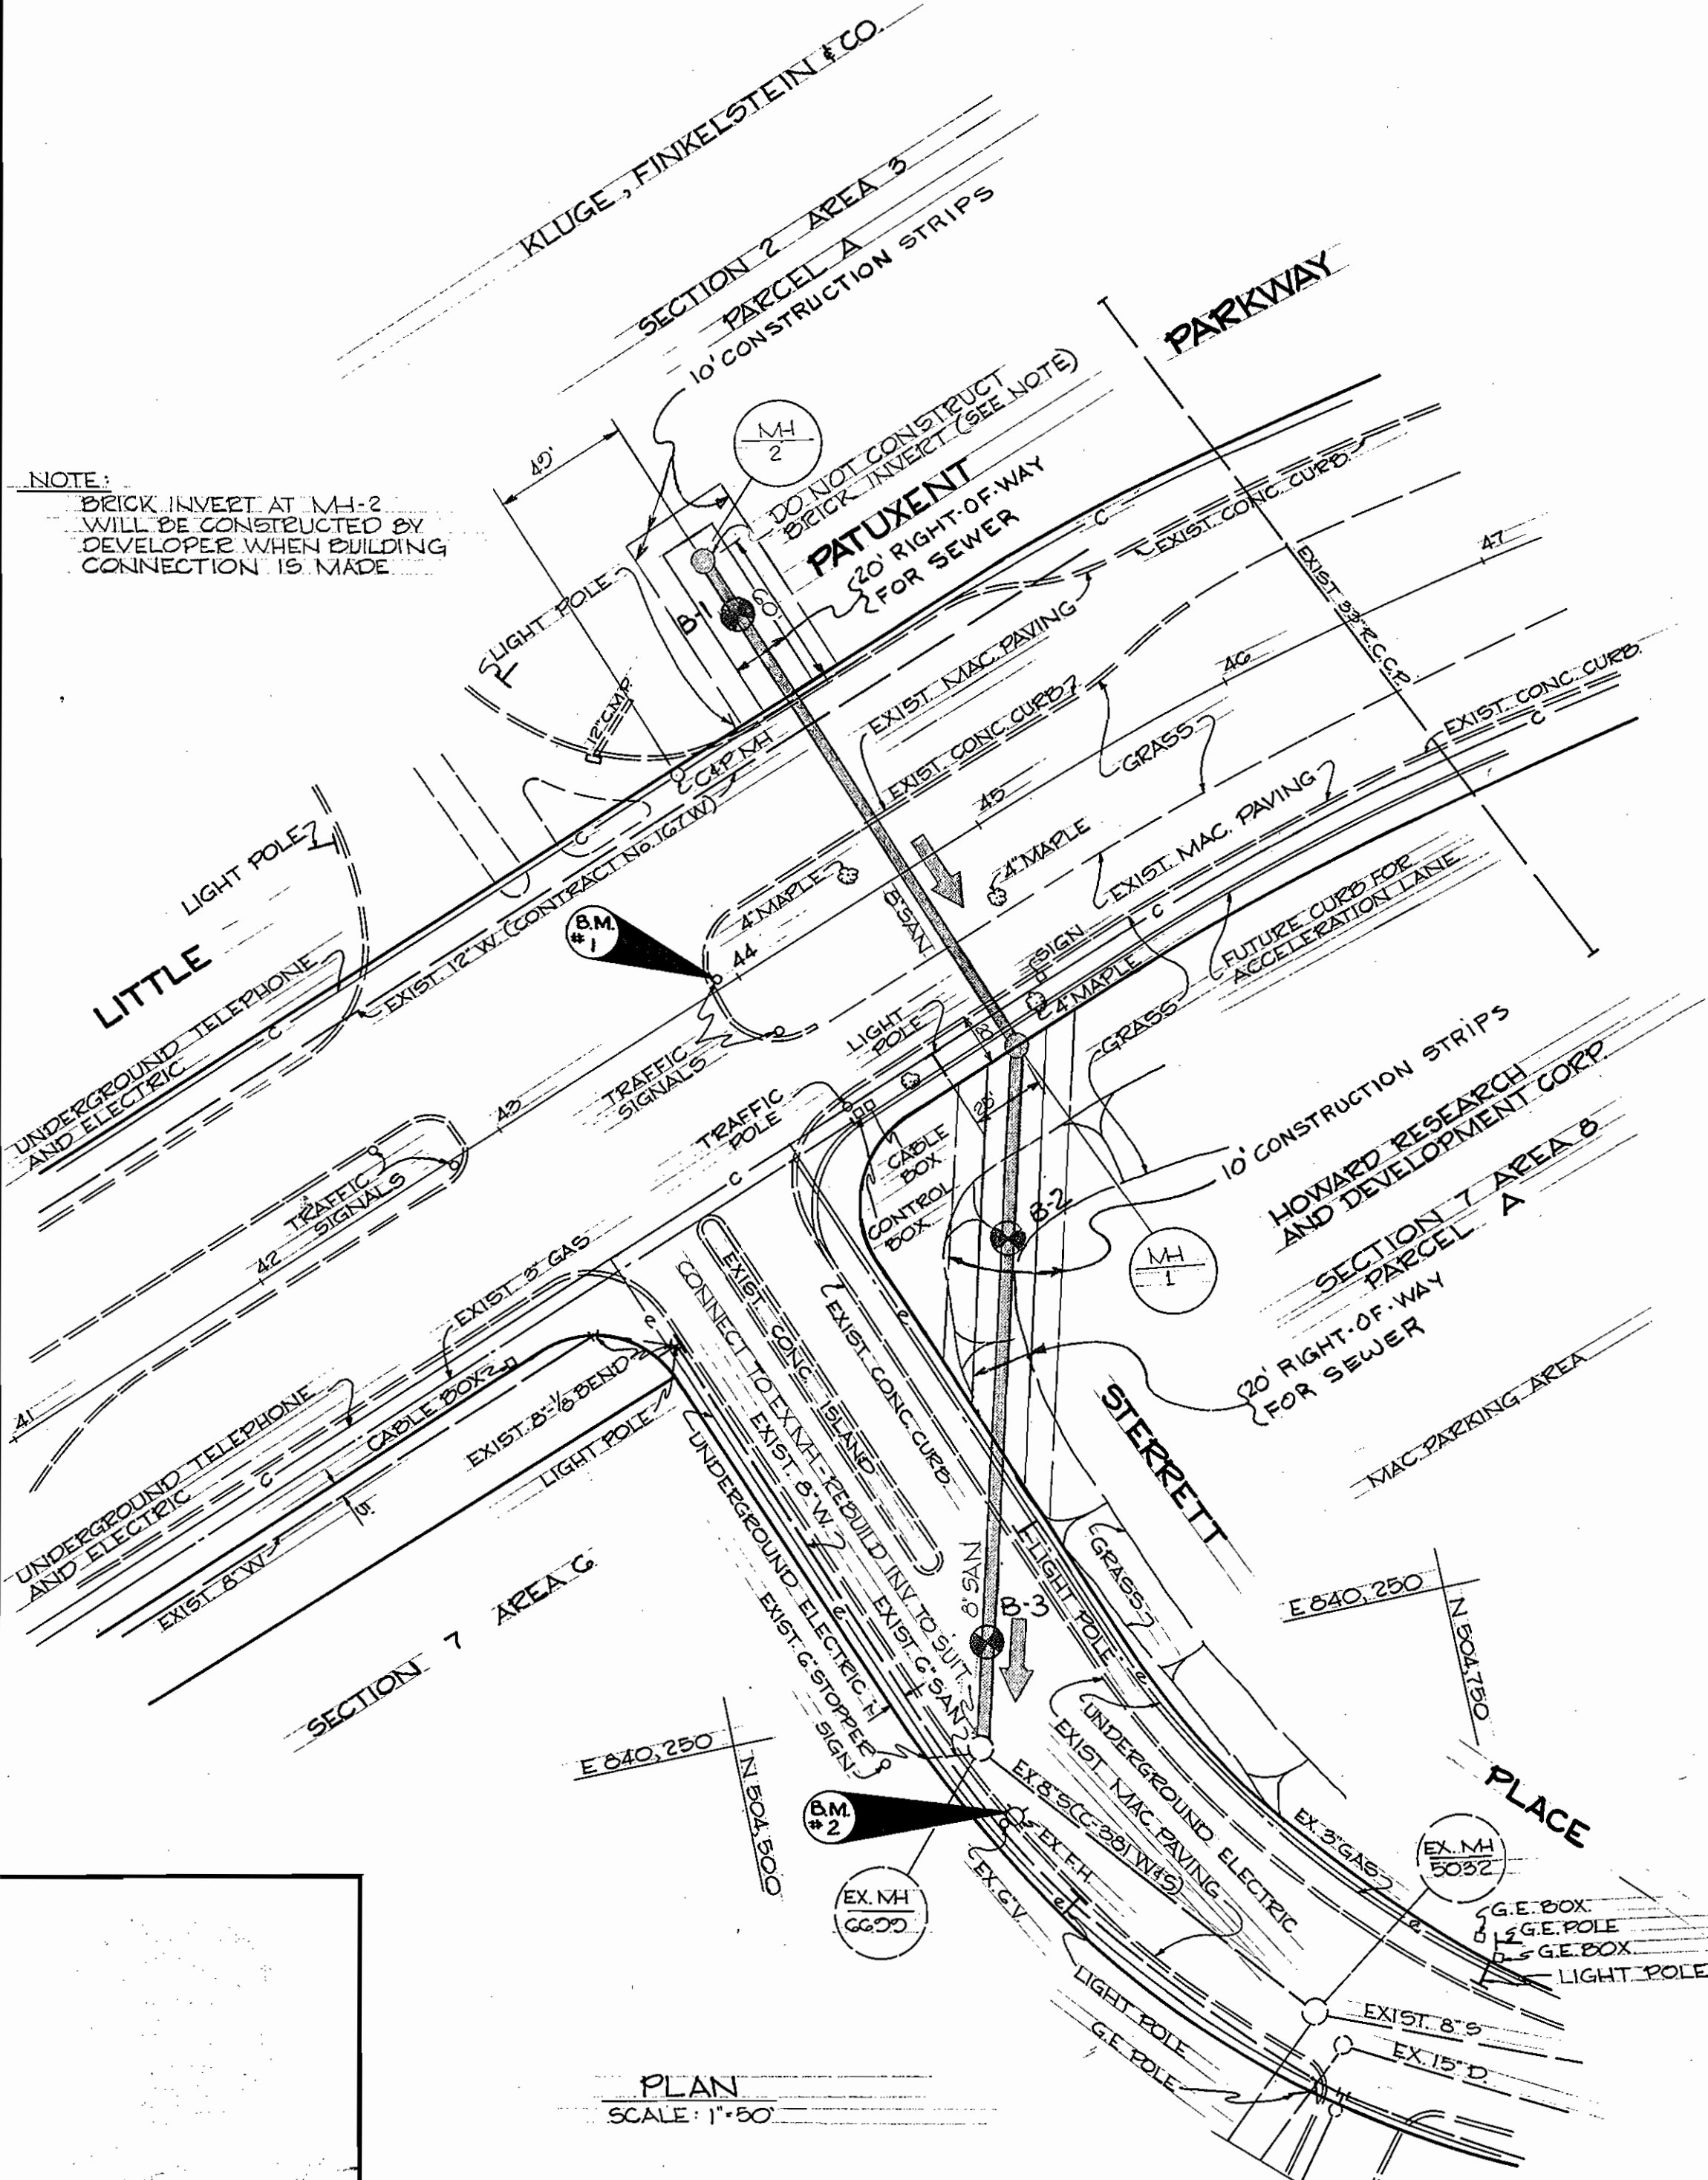 KLUGE, FINKELSTEIN & CO.
SECTION 2 AREA 3
PARCEL A
10' CONSTRUCTION STRIPS
PARKWAY
MH
2
DO NOT CONSTRUCT
BRICK INVERT (SEE NOTE)
PATUXENT
20' RIGHT-OF-WAY
FOR SEWER
NOTE:
BRICK INVERT AT MH-2
WILL BE CONSTRUCTED BY
DEVELOPER WHEN BUILDING
CONNECTION IS MADE
LIGHT POLE
B-1
60'
12" C.M.P.
C&P MH
EXIST. CONC. CURB
EXIST. MAC. PAVING
EXIST. CONC. CURB
GRASS
47
46
45
44
43
42
41
EXIST 33" R.C.C.P.
EXIST. CONC. CURB
EXIST. MAC. PAVING
C
C
C
C
C
C
LIGHT POLE
LITTLE
UNDERGROUND TELEPHONE
AND ELECTRIC
EXIST. 12" W. (CONTRACT No. 167 W)
B.M.
# 1
4" MAPLE
4" MAPLE
8" SAN
SIGN
4" MAPLE
FUTURE CURB FOR
ACCELERATION LANE
GRASS
LIGHT
POLE
TRAFFIC
SIGNALS
TRAFFIC
POLE
TRAFFIC
SIGNALS
CABLE
BOX
CONTROL
BOX
B-2
MH
1
10' CONSTRUCTION STRIPS
HOWARD RESEARCH
AND DEVELOPMENT CORP.
SECTION 7 AREA 8
PARCEL A
20' RIGHT-OF-WAY
FOR SEWER
MAC. PARKING AREA
STERRETT
EXIST. 3" GAS
UNDERGROUND TELEPHONE
AND ELECTRIC
CABLE BOX
EXIST. 8"-1/8 BEND
LIGHT POLE
5'
EXIST. 8" W
SECTION 7 AREA 6
EXIST CONC. ISLAND
CONNECT TO EX.MH-REBUILD INV TO SUIT
EXIST. 8" W.
EXIST. CONC. CURB.
UNDERGROUND ELECTRIC
EXIST. 6" SAN
EXIST. 6" STOPPER
SIGN
8" SAN
B-3
LIGHT POLE
GRASS
E 840,250
N 504,750
E 840,250
N 504,500
B.M.
# 2
EX. 8" S (C-381 W&S)
EXIST. MAC. PAVING
UNDERGROUND ELECTRIC
EX. F.H.
EX. 6" V.
EX. 3" GAS
PLACE
EX. MH
5032
EX. MH
6699
G.E. BOX
G.E. POLE
G.E. BOX
LIGHT POLE
LIGHT POLE
G.E. POLE
EXIST. 8" S
EX. 15" D.
PLAN
SCALE: 1"=50'